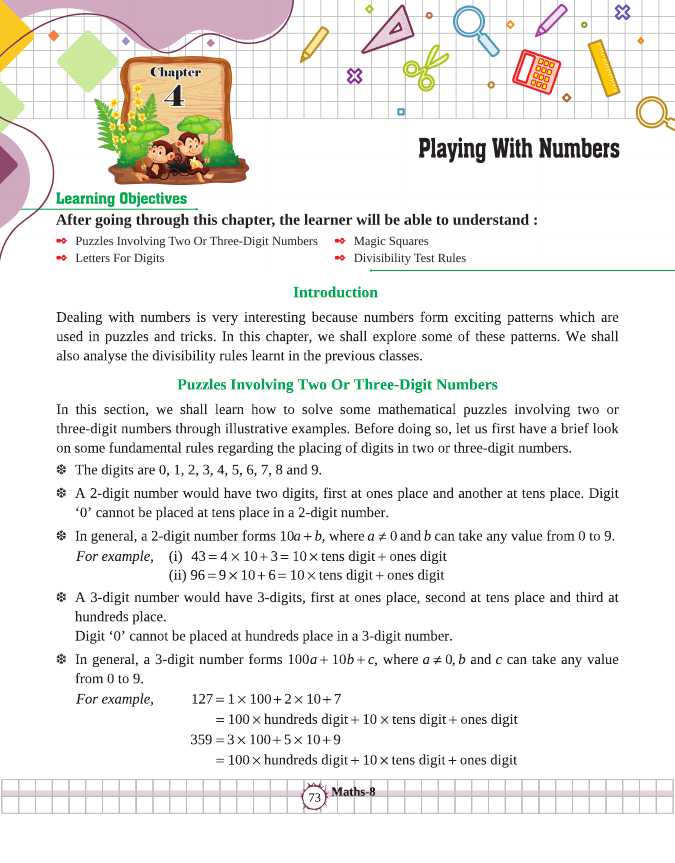 Chapter
4
Playing With Numbers
Learning Objectives
After going through this chapter, the learner will be able to understand :
Puzzles Involving Two Or Three-Digit Numbers
Magic Squares
Letters For Digits
Divisibility Test Rules
Introduction
Dealing with numbers is very interesting because numbers form exciting patterns which are
used in puzzles and tricks. In this chapter, we shall explore some of these patterns. We shall
also analyse the divisibility rules learnt in the previous classes.
Puzzles Involving Two Or Three-Digit Numbers
In this section, we shall learn how to solve some mathematical puzzles involving two or
three-digit numbers through illustrative examples. Before doing so, let us first have a brief look
on some fundamental rules regarding the placing of digits in two or three-digit numbers.
❄ The digits are 0, 1, 2, 3, 4, 5, 6, 7, 8 and 9.
❄ A 2-digit number would have two digits, first at ones place and another at tens place. Digit
‘0’ cannot be placed at tens place in a 2-digit number.
❄ In general, a 2-digit number forms 10a + b, where a ≠ 0 and b can take any value from 0 to 9.
For example, (i) 43 = 4 × 10 + 3 = 10 × tens digit + ones digit
(ii) 96 = 9 × 10 + 6 = 10 × tens digit + ones digit
❄ A 3-digit number would have 3-digits, first at ones place, second at tens place and third at
hundreds place.
Digit ‘0’ cannot be placed at hundreds place in a 3-digit number.
❄ In general, a 3-digit number forms 100a + 10b + c, where a ≠ 0, b and c can take any value
from 0 to 9.
For example, 127 = 1 × 100 + 2 × 10 + 7
= 100 × hundreds digit + 10 × tens digit + ones digit
359 = 3 × 100 + 5 × 10 + 9
= 100 × hundreds digit + 10 × tens digit + ones digit
73 Maths-8